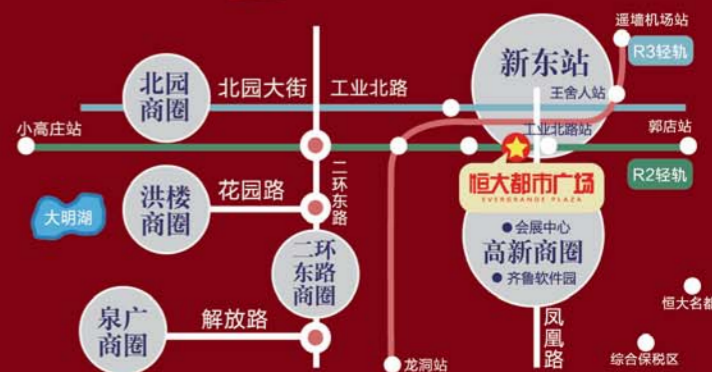 遥墙机场站
R3轻轨
新东站
北园
商圈
北园大街
工业北路
王舍人站
小高庄站
工业北路站
郭店站
R2轻轨
二环东路
恒大都市广场
EVERGRANDE PLAZA
洪楼
商圈
花园路
大明湖
会展中心
高新商圈
齐鲁软件园
二环
东路
商圈
恒大名都
泉广
商圈
解放路
凤凰路
龙洞站
综合保税区